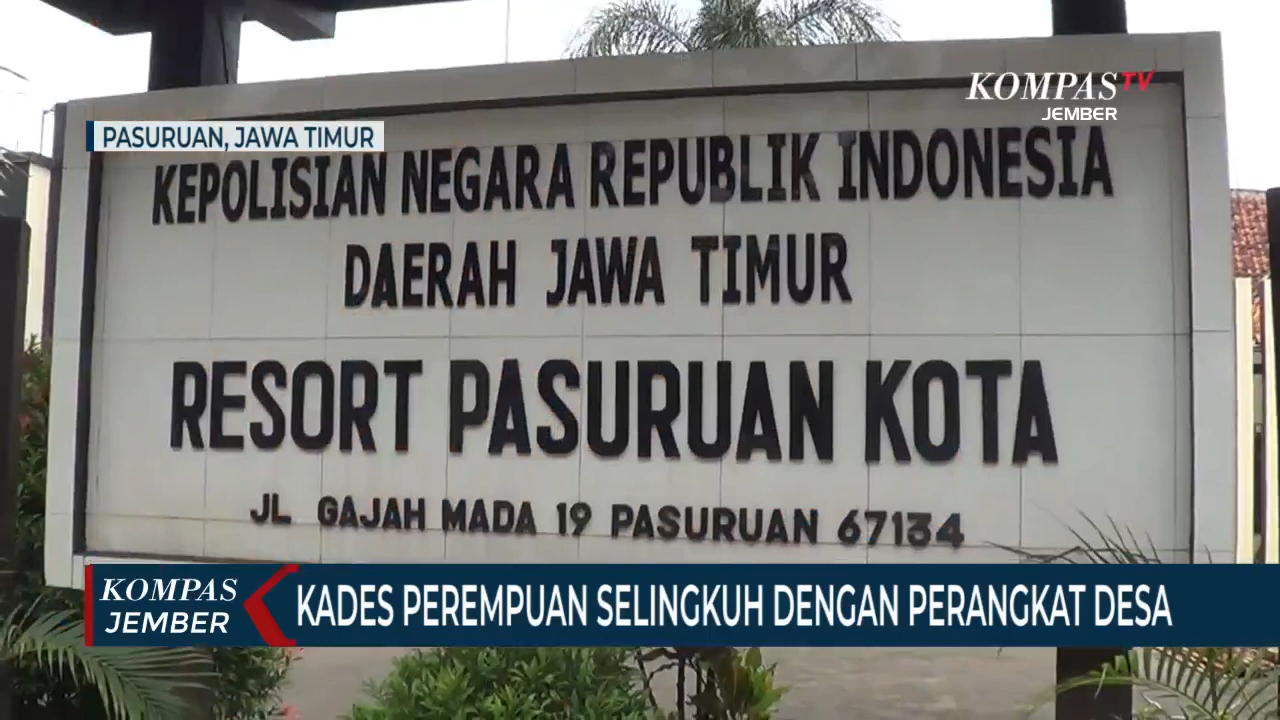 KOMPASTV
JEMBER
PASURUAN, JAWA TIMUR
KEPOLISIAN NEGARA REPUBLIK INDONESIA
DAERAH JAWA TIMUR
RESORT PASURUAN KOTA
JL GAJAH MADA 19 PASURUAN 67134
KOMPAS
JEMBER
KADES PEREMPUAN SELINGKUH DENGAN PERANGKAT DESA